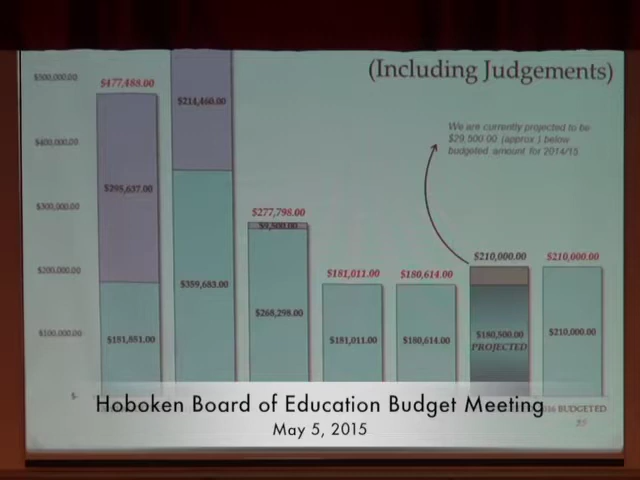 (Including Judgements)
We are currently projected to be
$29,500.00 (approx.) below
budgeted amount for 2014/15
$500,000.00
$400,000.00
$300,000.00
$200,000.00
$100,000.00
$-
$477,488.00
$295,637.00
$181,851.00
$214,460.00
$359,683.00
$277,798.00
$9,500.00
$268,298.00
$181,011.00
$181,011.00
$180,614.00
$180,614.00
$210,000.00
$180,500.00
PROJECTED
$210,000.00
$210,000.00
BUDGETED
Hoboken Board of Education Budget Meeting
May 5, 2015